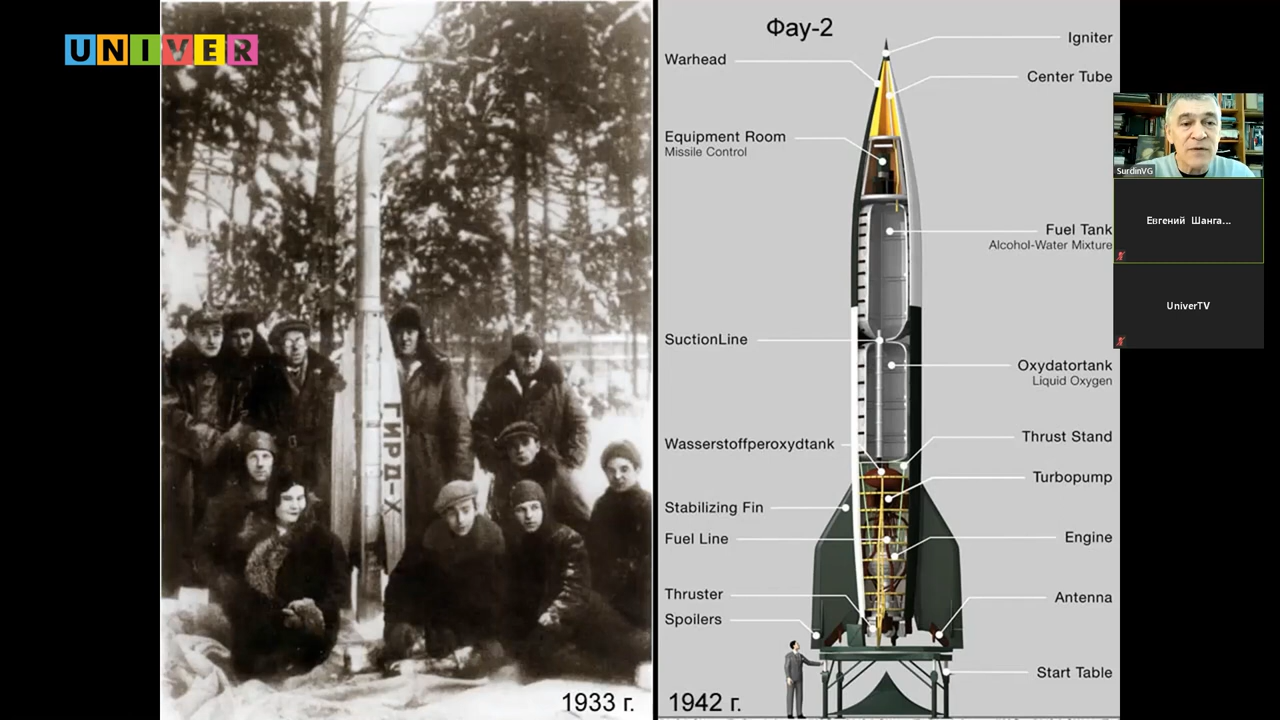 UNIVER
ГИРД-X
1933 г.
Фау-2
Igniter
Warhead
Center Tube
Equipment Room
Missile Control
Fuel Tank
Alcohol-Water Mixture
SuctionLine
Oxydatortank
Liquid Oxygen
Wasserstoffperoxydtank
Thrust Stand
Turbopump
Stabilizing Fin
Fuel Line
Engine
Thruster
Antenna
Spoilers
Start Table
1942 г.
SurdinVG
Евгений Шанга...
UniverTV